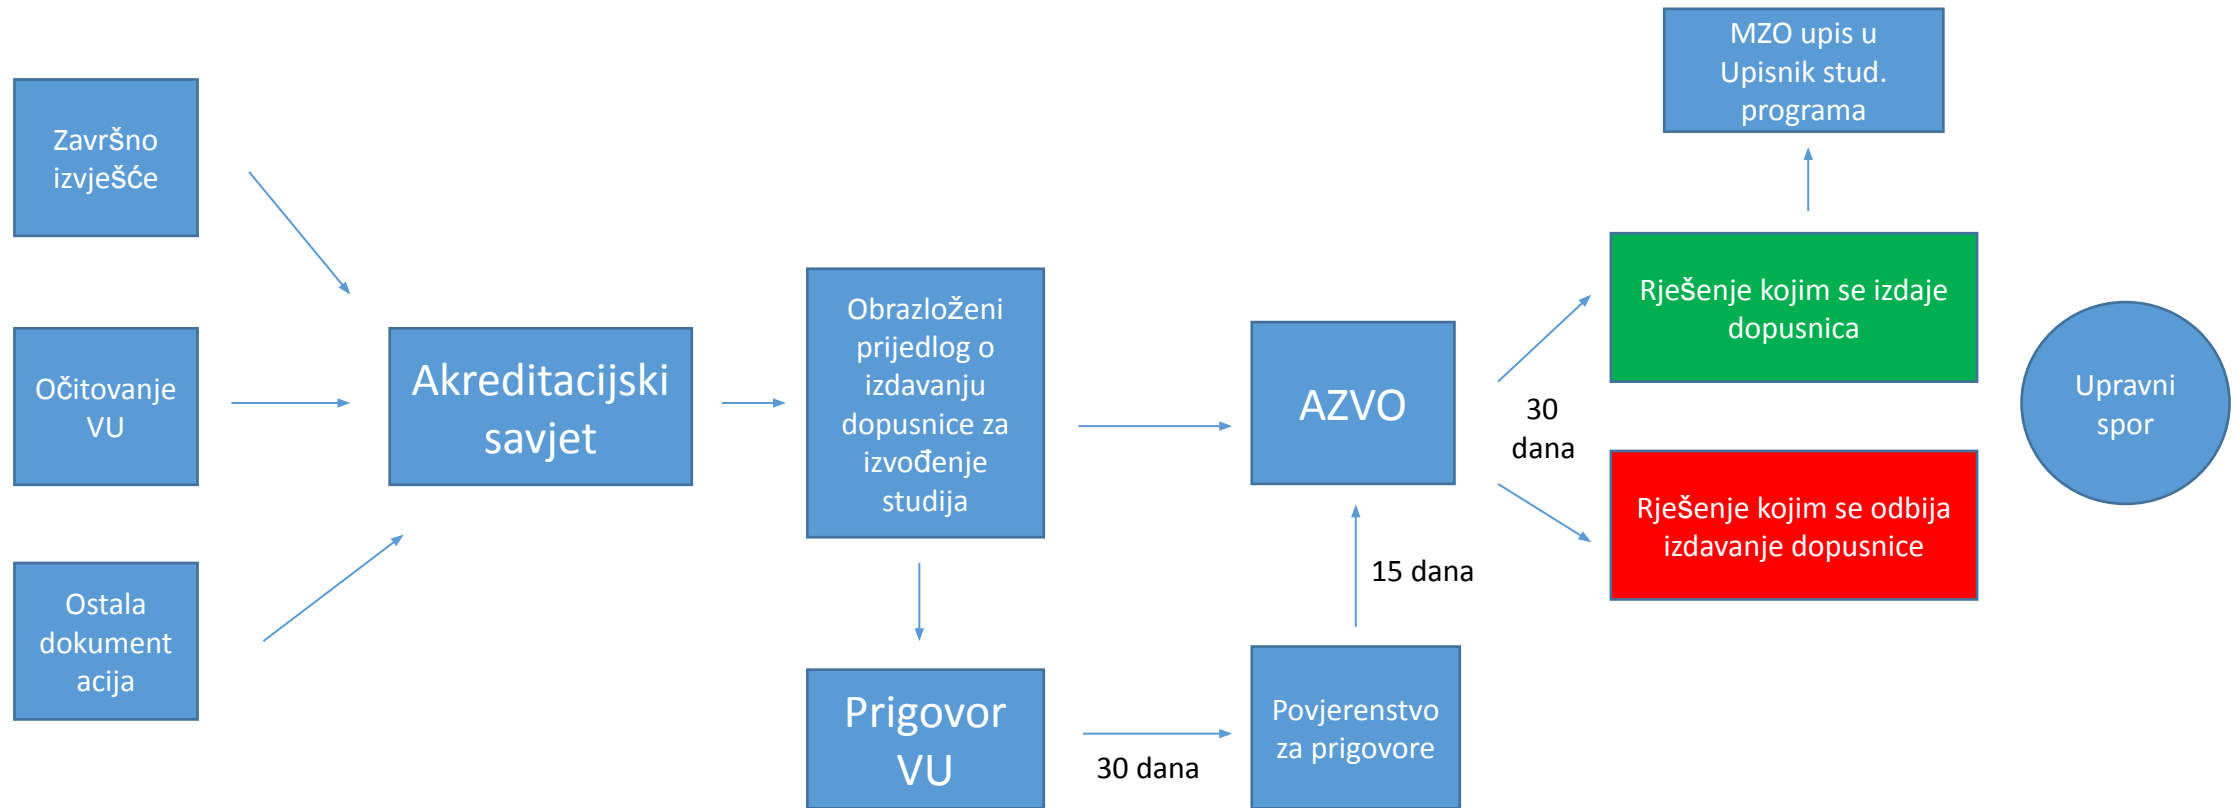 Završno
izvješće
Očitovanje
VU
Ostala
dokument
acija
Akreditacijski
savjet
Obrazloženi
prijedlog o
izdavanju
dopusnice za
izvođenje
studija
Prigovor
VU
30 dana
Povjerenstvo
za prigovore
15 dana
AZVO
30
dana
MZO upis u
Upisnik stud.
programa
Rješenje kojim se izdaje
dopusnica
Rješenje kojim se odbija
izdavanje dopusnice
Upravni
spor